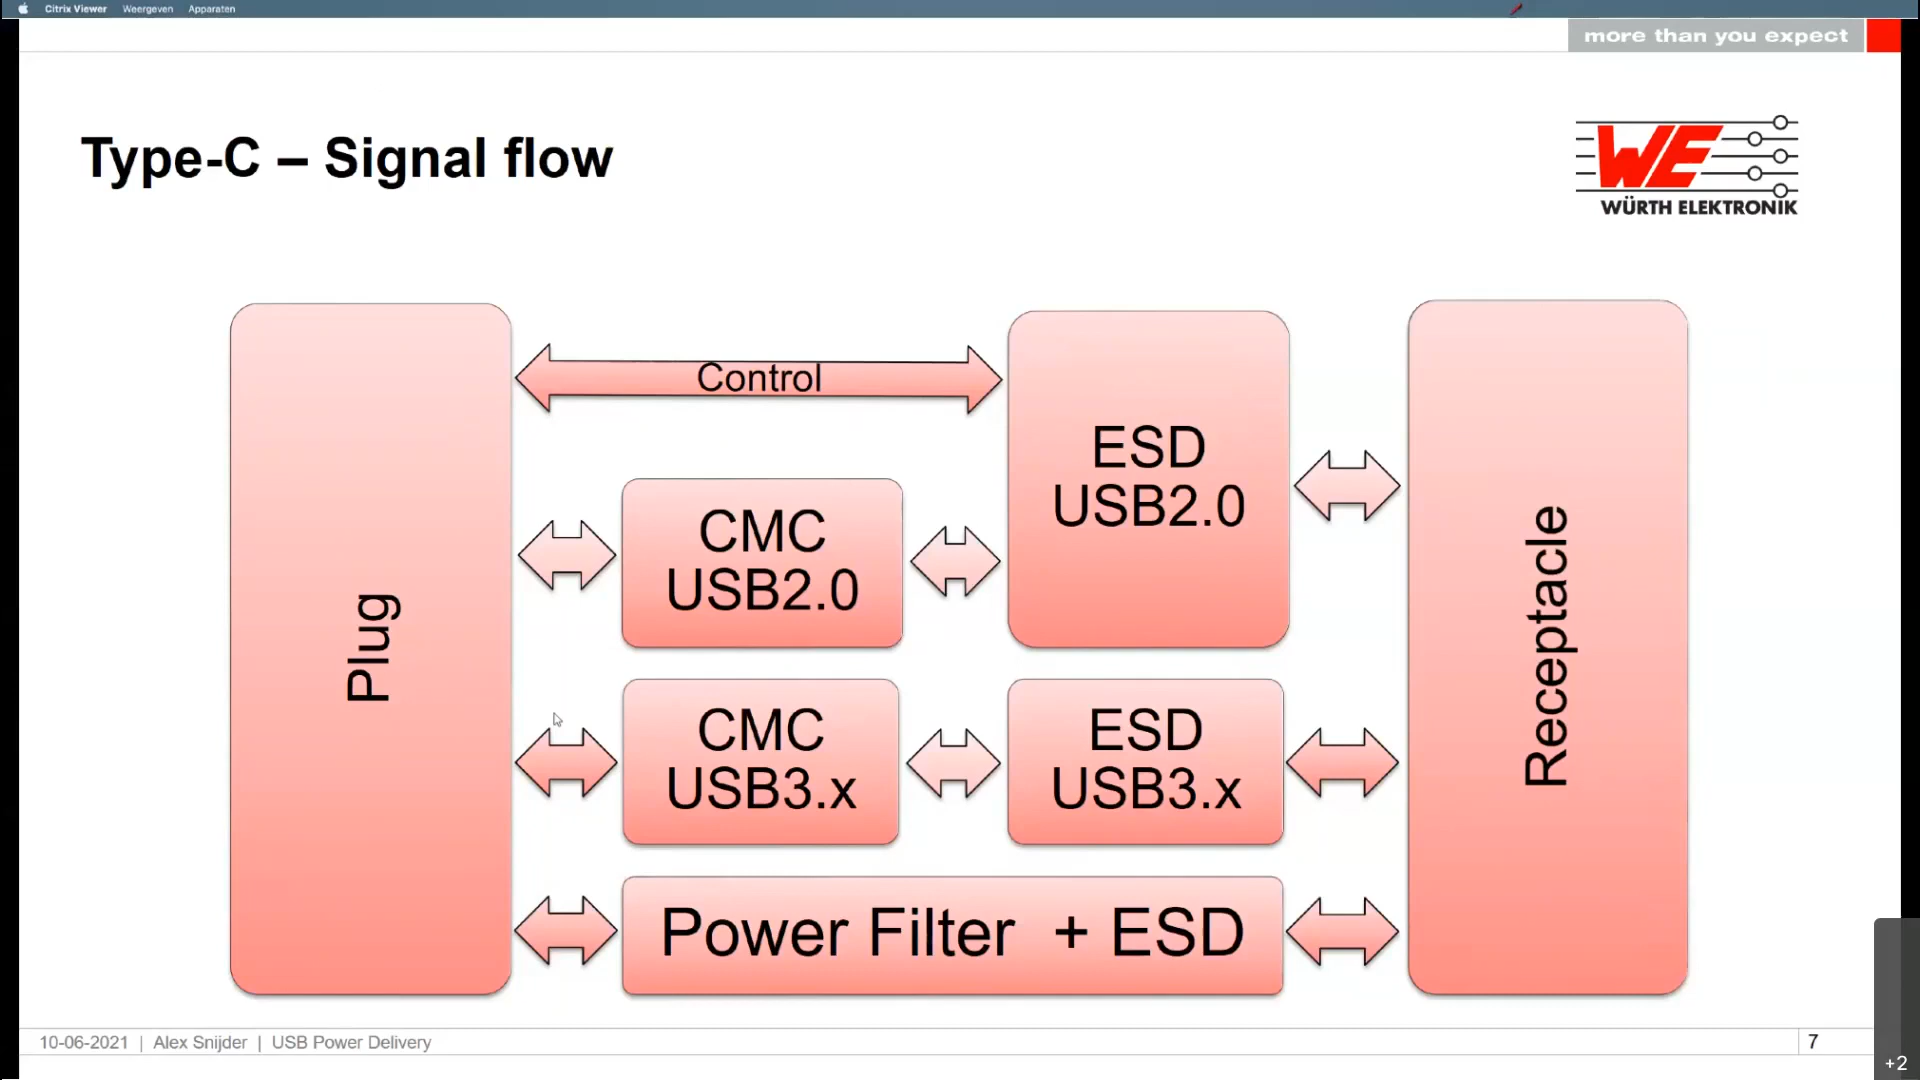 Citrix Viewer Weergeven Apparaten
more than you expect
Type-C – Signal flow
WE
WÜRTH ELEKTRONIK
Control
ESD
USB2.0
CMC
USB2.0
Plug
Receptacle
CMC
USB3.x
ESD
USB3.x
Power Filter + ESD
10-06-2021 | Alex Snijder | USB Power Delivery
7
+2